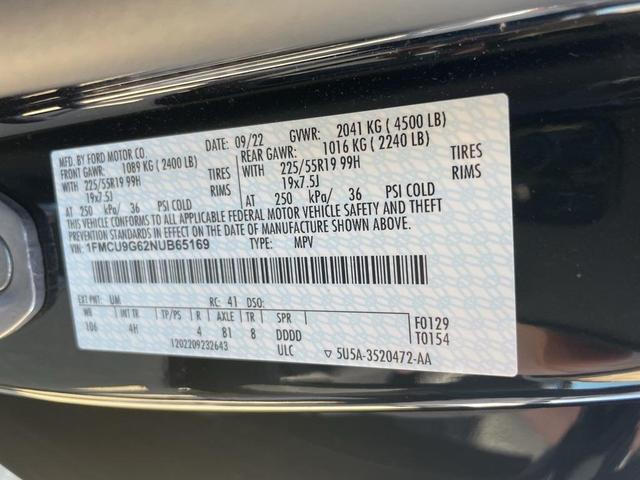 MFD. BY FORD MOTOR CO. DATE: 09/22 GVWR: 2041 KG ( 4500 LB)
FRONT GAWR: 1089 KG ( 2400 LB) REAR GAWR: 1016 KG ( 2240 LB)
WITH 225/55R19 99H TIRES WITH 225/55R19 99H TIRES
19x7.5J RIMS 19x7.5J RIMS
AT 250 kPa/ 36 PSI COLD AT 250 kPa/ 36 PSI COLD
THIS VEHICLE CONFORMS TO ALL APPLICABLE FEDERAL MOTOR VEHICLE SAFETY AND THEFT
PREVENTION STANDARDS IN EFFECT ON THE DATE OF MANUFACTURE SHOWN ABOVE.
VIN: 1FMCU9G62NUB65169 TYPE: MPV
EXT PNT: UM RC: 41 DSO:
WB INT TR TP/PS R AXLE TR SPR
106 4H 4 81 8 DDDD F0129
1202209232643 ULC ▽ 5U5A-3520472-AA T0154